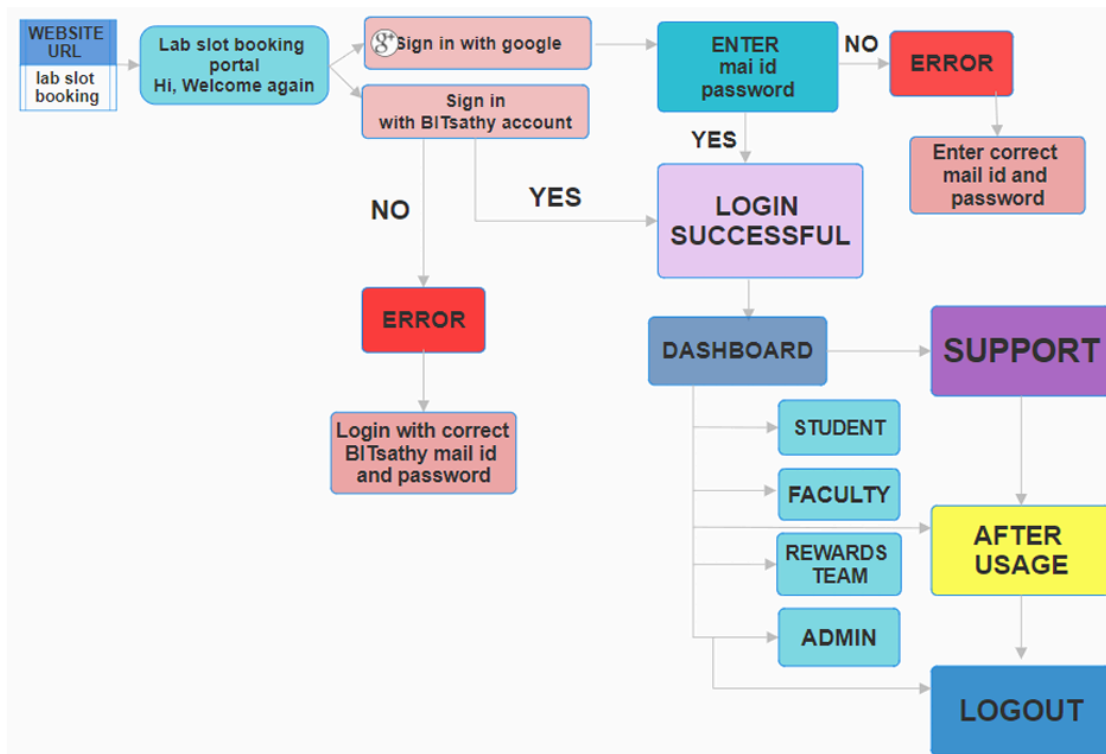 WEBSITE
URL
lab slot
booking
Lab slot booking
portal
Hi, Welcome again
g+
Sign in with google
Sign in
with BITsathy account
ENTER
mai id
password
NO
ERROR
Enter correct
mail id and
password
YES
NO
YES
LOGIN
SUCCESSFUL
ERROR
Login with correct
BITsathy mail id
and password
DASHBOARD
SUPPORT
STUDENT
FACULTY
REWARDS
TEAM
ADMIN
AFTER
USAGE
LOGOUT